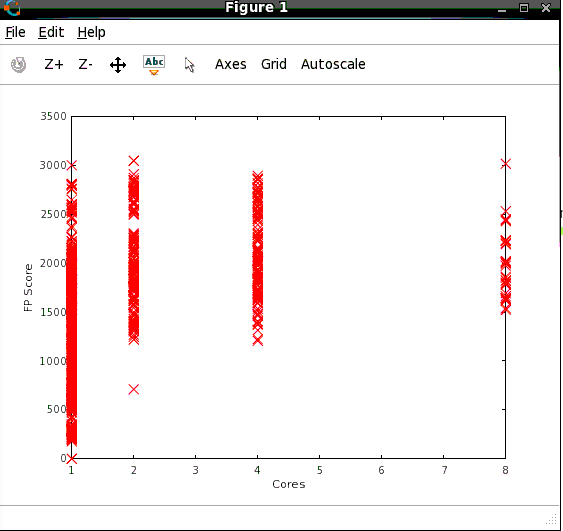 Figure 1
File Edit Help
Z+ Z- Abc Axes Grid Autoscale
3500
3000
2500
2000
1500
1000
500
0
FP Score
1 2 3 4 5 6 7 8
Cores